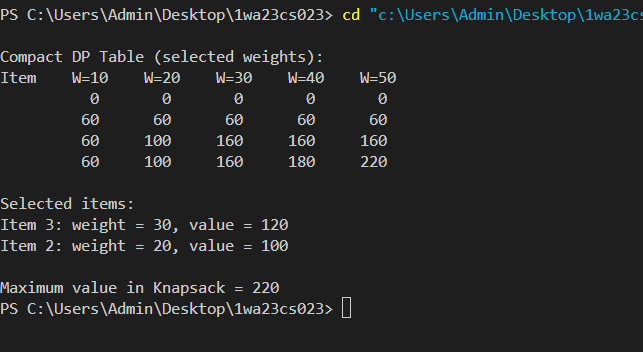 PS C:\Users\Admin\Desktop\1wa23cs023> cd "c:\Users\Admin\Desktop\1wa23cs
Compact DP Table (selected weights):
Item    W=10    W=20    W=30    W=40    W=50
          0       0       0       0       0
         60      60      60      60      60
         60     100     160     160     160
         60     100     160     180     220
Selected items:
Item 3: weight = 30, value = 120
Item 2: weight = 20, value = 100
Maximum value in Knapsack = 220
PS C:\Users\Admin\Desktop\1wa23cs023>